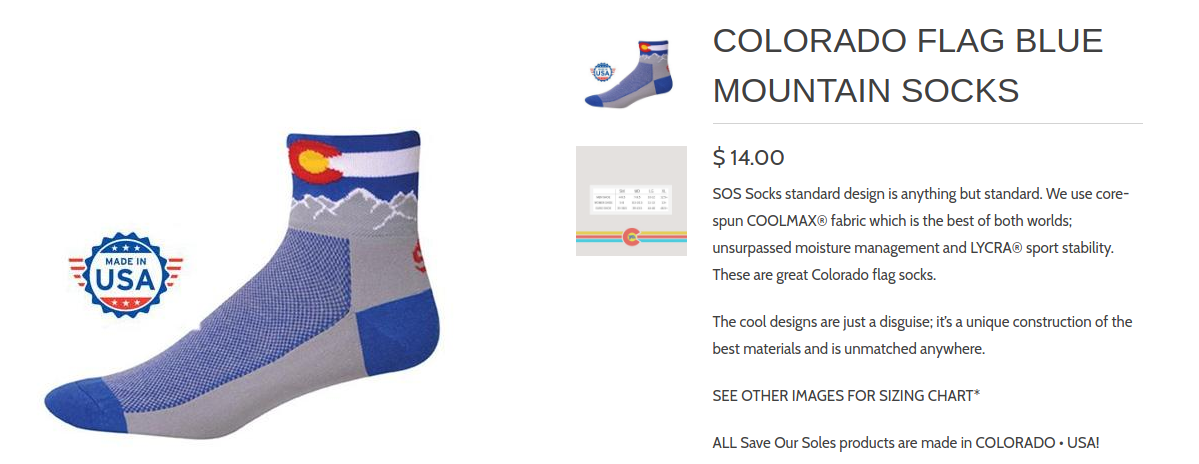 COLORADO FLAG BLUE
MOUNTAIN SOCKS
$ 14.00
SOS Socks standard design is anything but standard. We use core-
spun COOLMAX® fabric which is the best of both worlds;
unsurpassed moisture management and LYCRA® sport stability.
These are great Colorado flag socks.
The cool designs are just a disguise; it's a unique construction of the
best materials and is unmatched anywhere.
SEE OTHER IMAGES FOR SIZING CHART*
ALL Save Our Soles products are made in COLORADO • USA!
MADE IN
USA